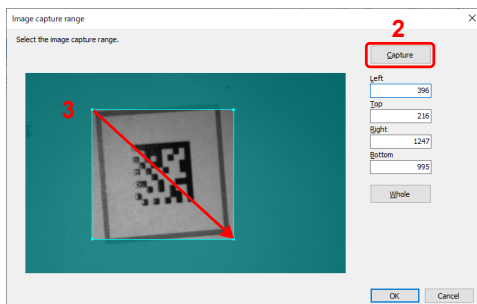 Image capture range
Select the image capture range.
2
Capture
Left
396
Top
216
Right
1247
Bottom
995
Whole
3
OK
Cancel